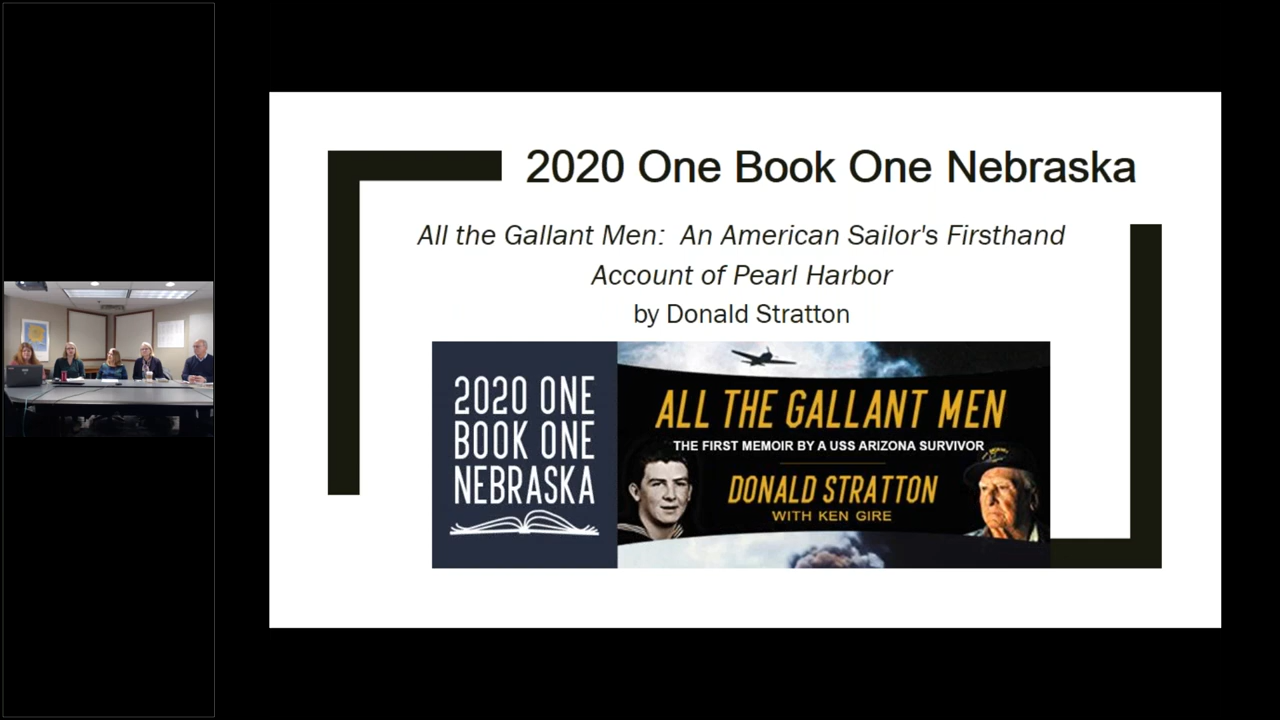 2020 One Book One Nebraska
All the Gallant Men: An American Sailor's Firsthand
Account of Pearl Harbor
by Donald Stratton
2020 ONE
BOOK ONE
NEBRASKA
ALL THE GALLANT MEN
THE FIRST MEMOIR BY A USS ARIZONA SURVIVOR
DONALD STRATTON
WITH KEN GIRE